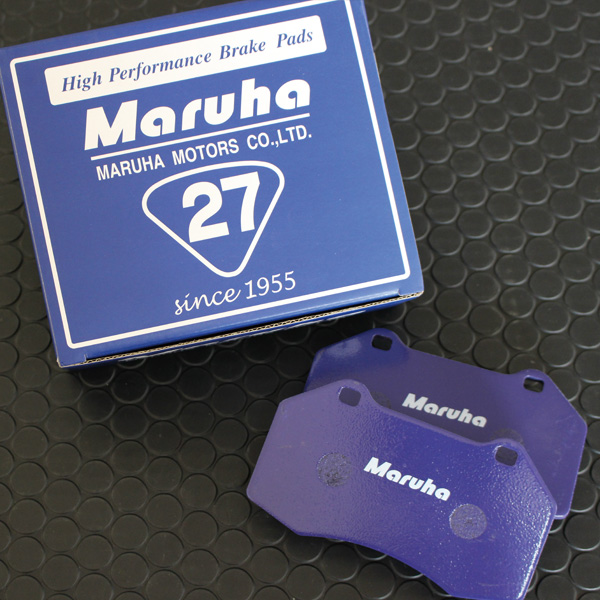 High Performance Brake Pads
Maruha
MARUHA MOTORS CO.,LTD.
27
since 1955
Maruha
Maruha